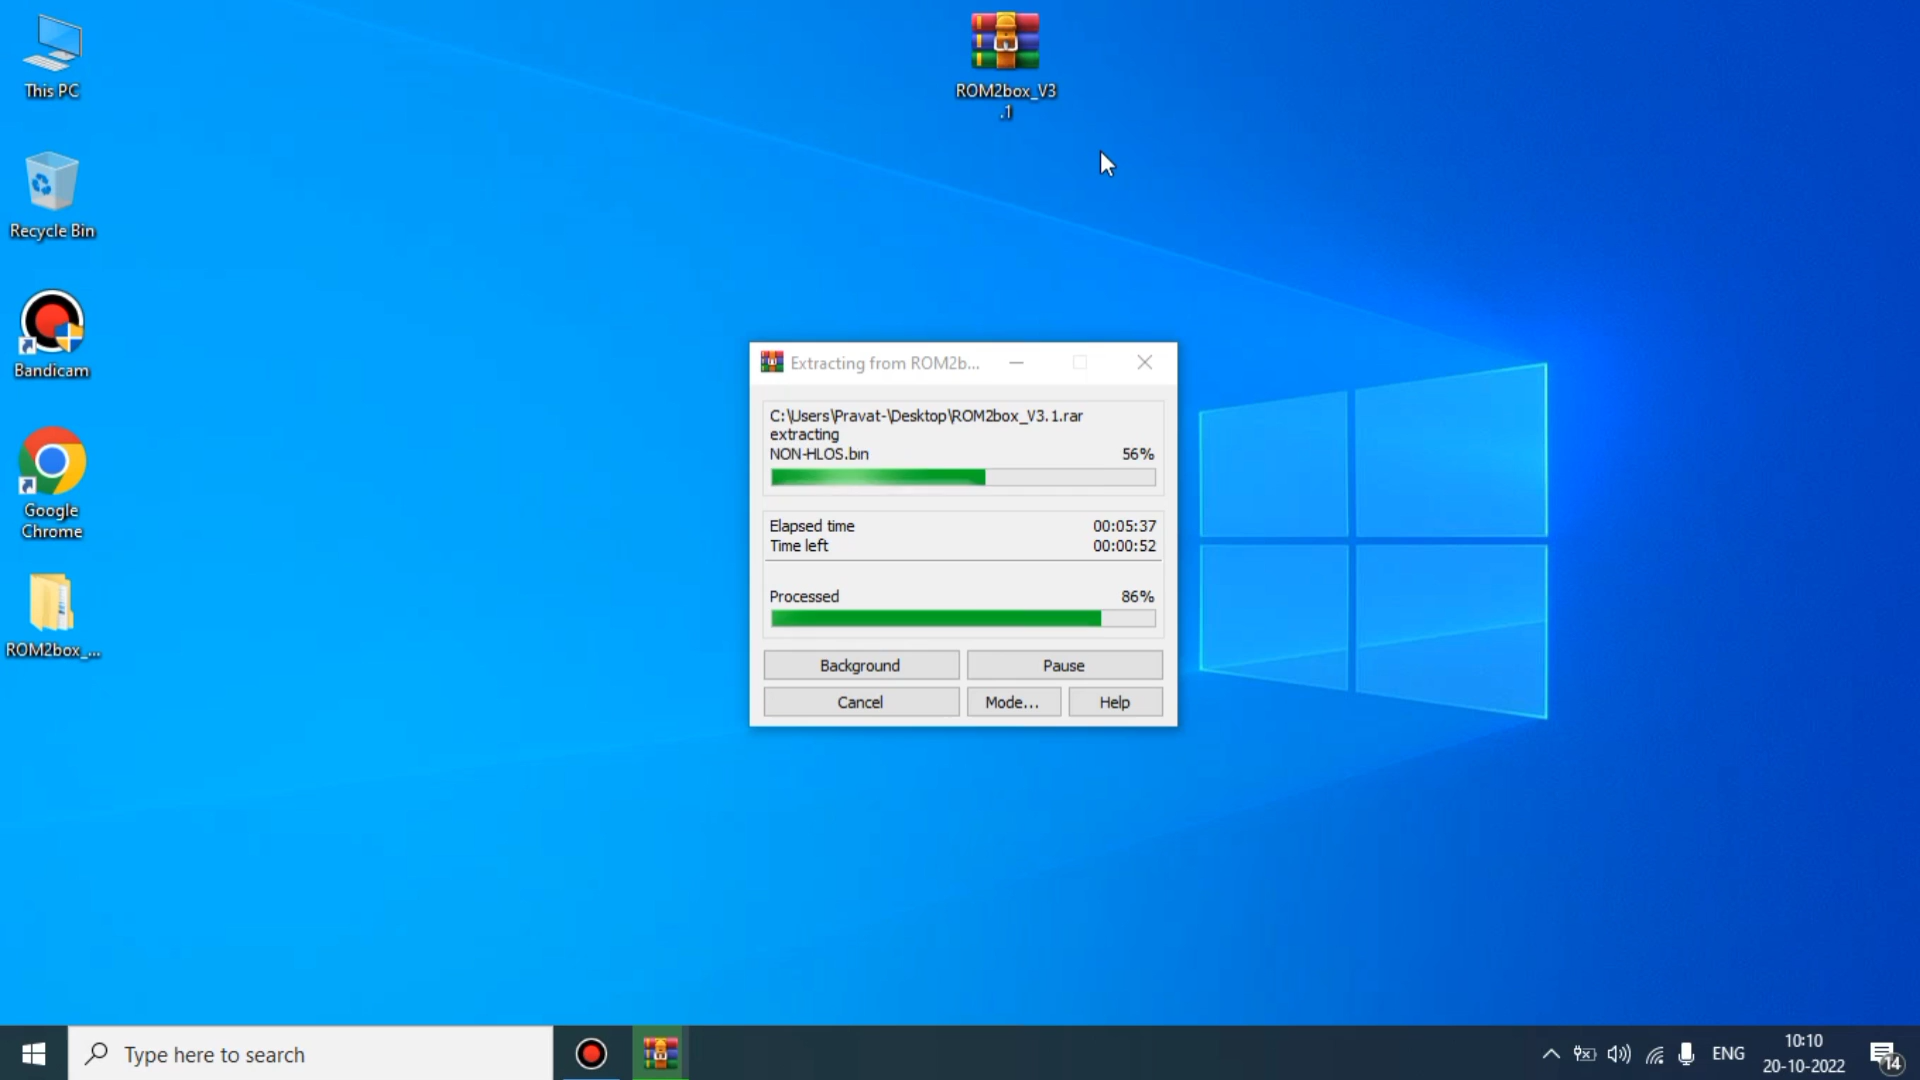 This PC
Recycle Bin
Bandicam
Google
Chrome
ROM2box_...
ROM2box_V3
.1
Extracting from ROM2b...
C:\Users\Pravat-\Desktop\ROM2box_V3.1.rar
extracting
NON-HLOS.bin 56%
Elapsed time 00:05:37
Time left 00:00:52
Processed 86%
Background Pause
Cancel Mode... Help
Type here to search
ENG
10:10
20-10-2022
14